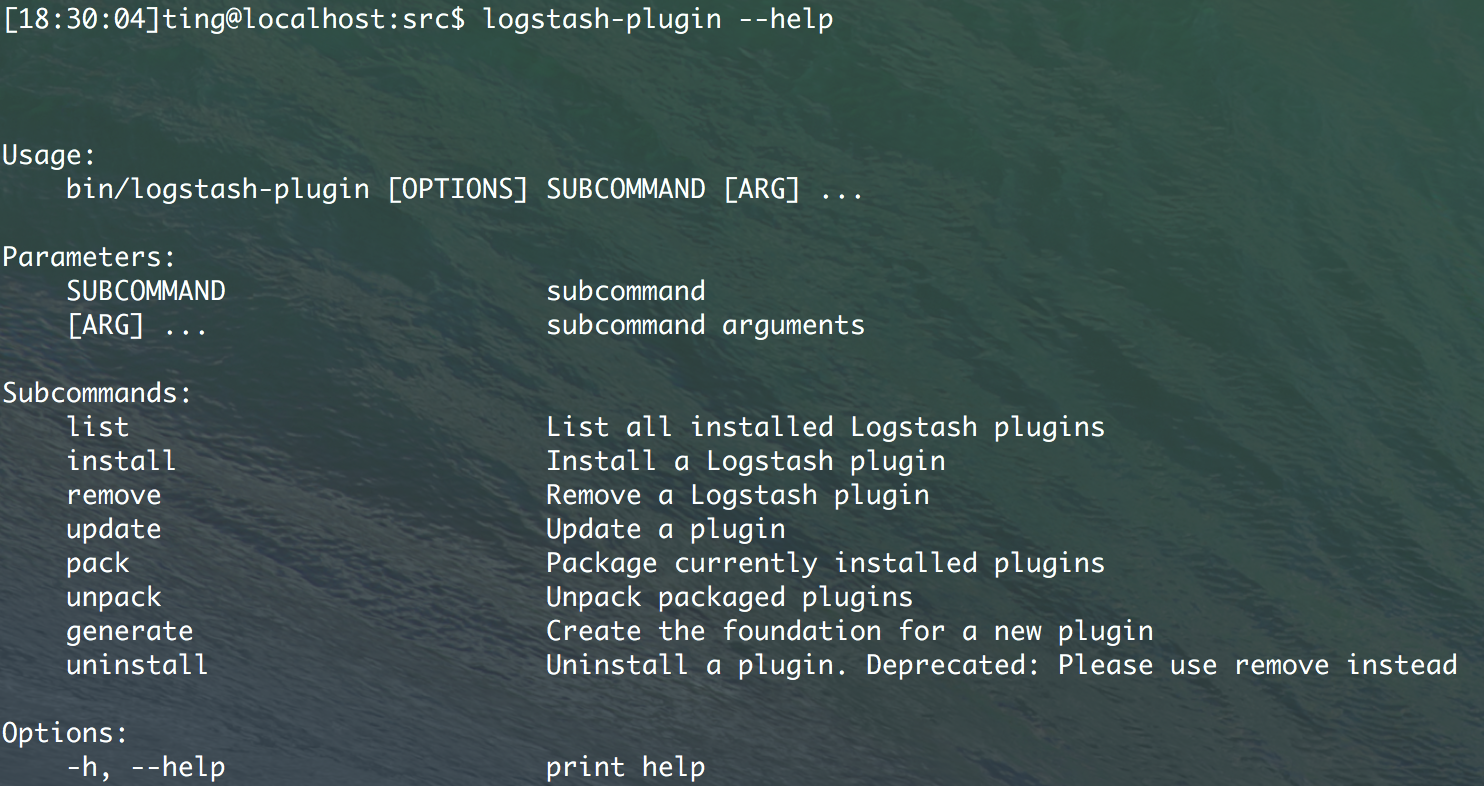 [18:30:04]ting@localhost:src$ logstash-plugin --help
Usage:
    bin/logstash-plugin [OPTIONS] SUBCOMMAND [ARG] ...
Parameters:
    SUBCOMMAND                    subcommand
    [ARG] ...                     subcommand arguments
Subcommands:
    list                          List all installed Logstash plugins
    install                       Install a Logstash plugin
    remove                        Remove a Logstash plugin
    update                        Update a plugin
    pack                          Package currently installed plugins
    unpack                        Unpack packaged plugins
    generate                      Create the foundation for a new plugin
    uninstall                     Uninstall a plugin. Deprecated: Please use remove instead
Options:
    -h, --help                    print help